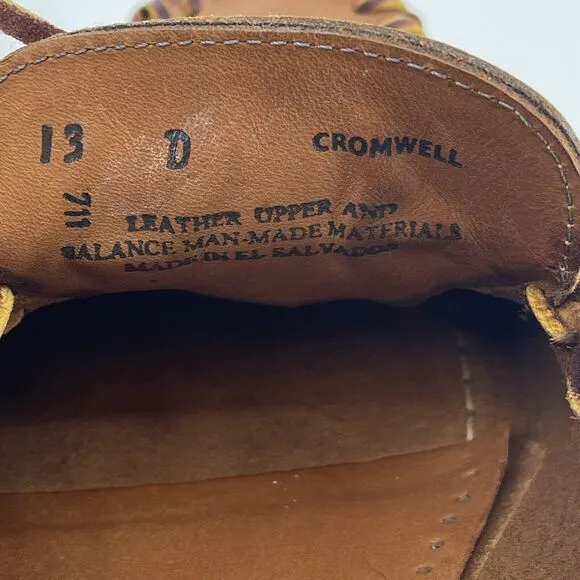 13 D CROMWELL
711
LEATHER UPPER AND
BALANCE MAN-MADE MATERIALS
MADE IN EL SALVADOR